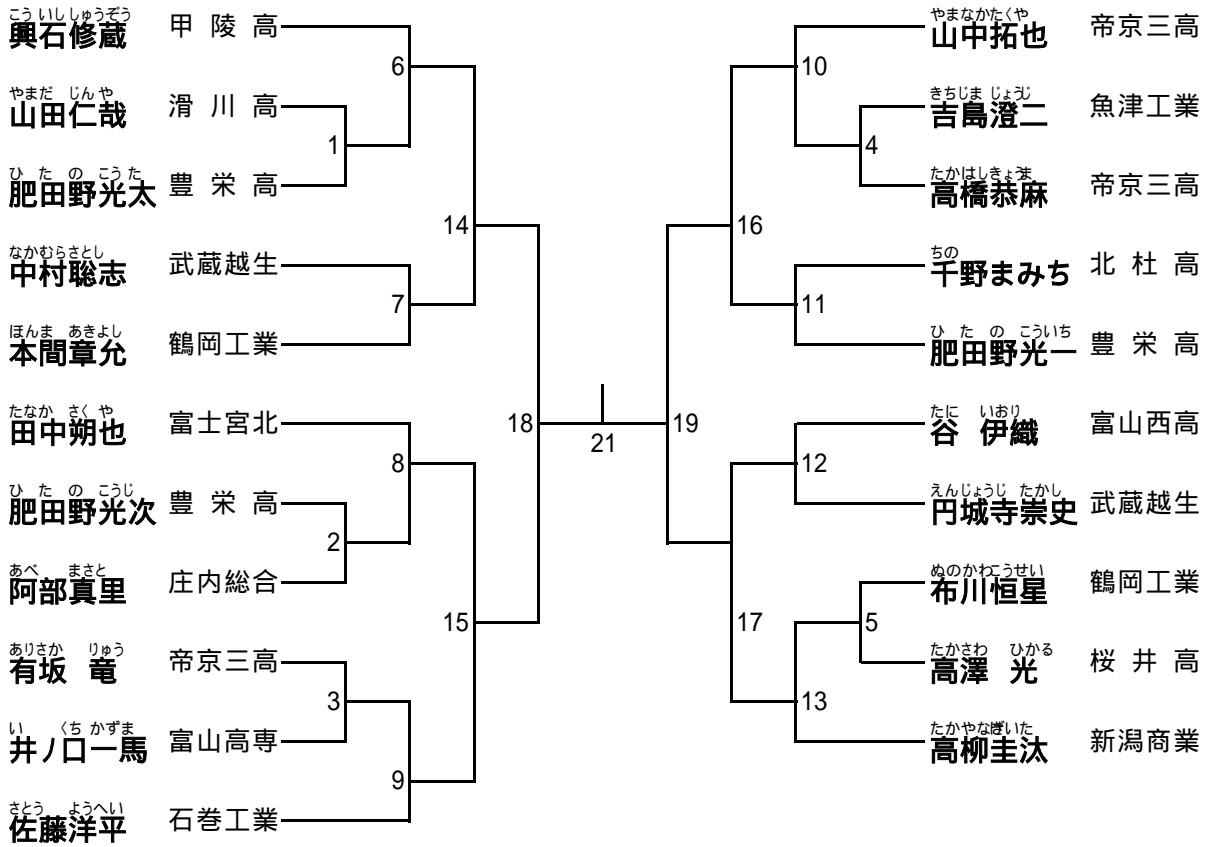 こういししゅうぞう
興石修蔵 甲陵高
やまだ じんや
山田仁哉 滑川高
ひたの こうた
肥田野光太 豊栄高
なかむらさとし
中村聡志 武蔵越生
ほんま あきよし
本間章允 鶴岡工業
たなか さくや
田中朔也 富士宮北
ひたの こうじ
肥田野光次 豊栄高
あべ まさと
阿部真里 庄内総合
ありさか りゅう
有坂 竜 帝京三高
い くち かずま
井ノ口一馬 富山高専
さとう ようへい
佐藤洋平 石巻工業
6
1
14
7
18
8
2
15
3
9
21
10
4
16
11
19
12
17
5
13
やまなかたくや
山中拓也 帝京三高
きちじま じょうじ
吉島澄二 魚津工業
たかはしきょうま
高橋恭麻 帝京三高
ちの
千野まみち 北杜高
ひたの こういち
肥田野光一 豊栄高
たに いおり
谷 伊織 富山西高
えんじょうじ たかし
円城寺崇史 武蔵越生
ぬのかわこうせい
布川恒星 鶴岡工業
たかさわ ひかる
高澤 光 桜井高
高柳圭汰 新潟商業